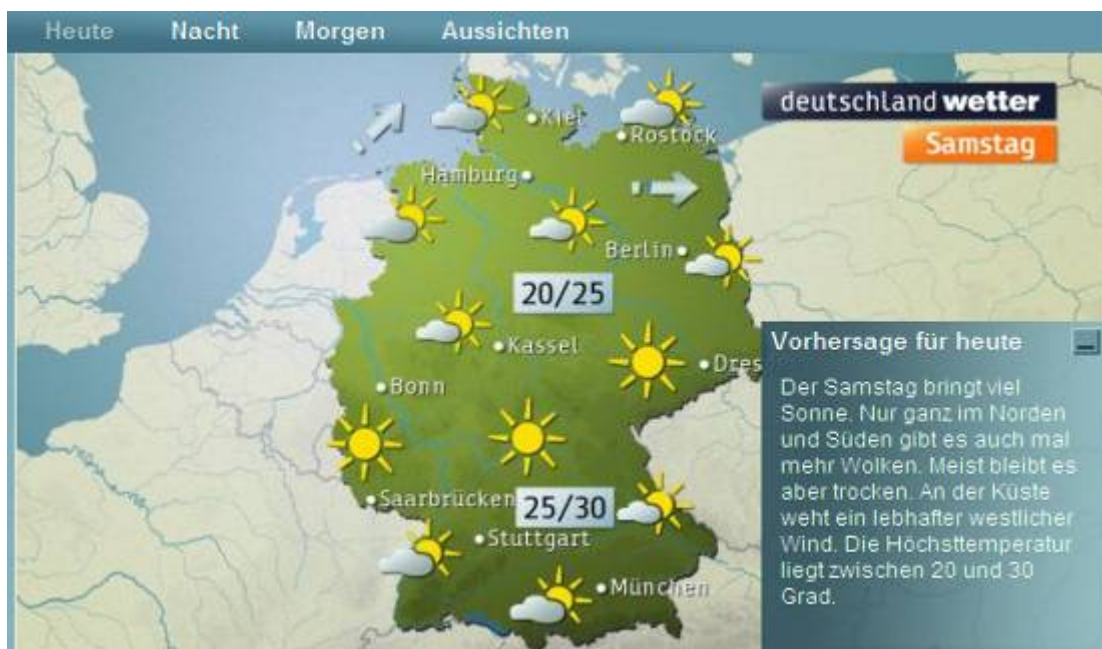 Heute Nacht Morgen Aussichten
deutschland wetter
Samstag
Kiel
Rostock
Hamburg
Berlin
20/25
Kassel
Dres
Bonn
Saarbrücken
25/30
Stuttgart
München
Vorhersage für heute
Der Samstag bringt viel
Sonne. Nur ganz im Norden
und Süden gibt es auch mal
mehr Wolken. Meist bleibt es
aber trocken. An der Küste
weht ein lebhafter westlicher
Wind. Die Höchsttemperatur
liegt zwischen 20 und 30
Grad.